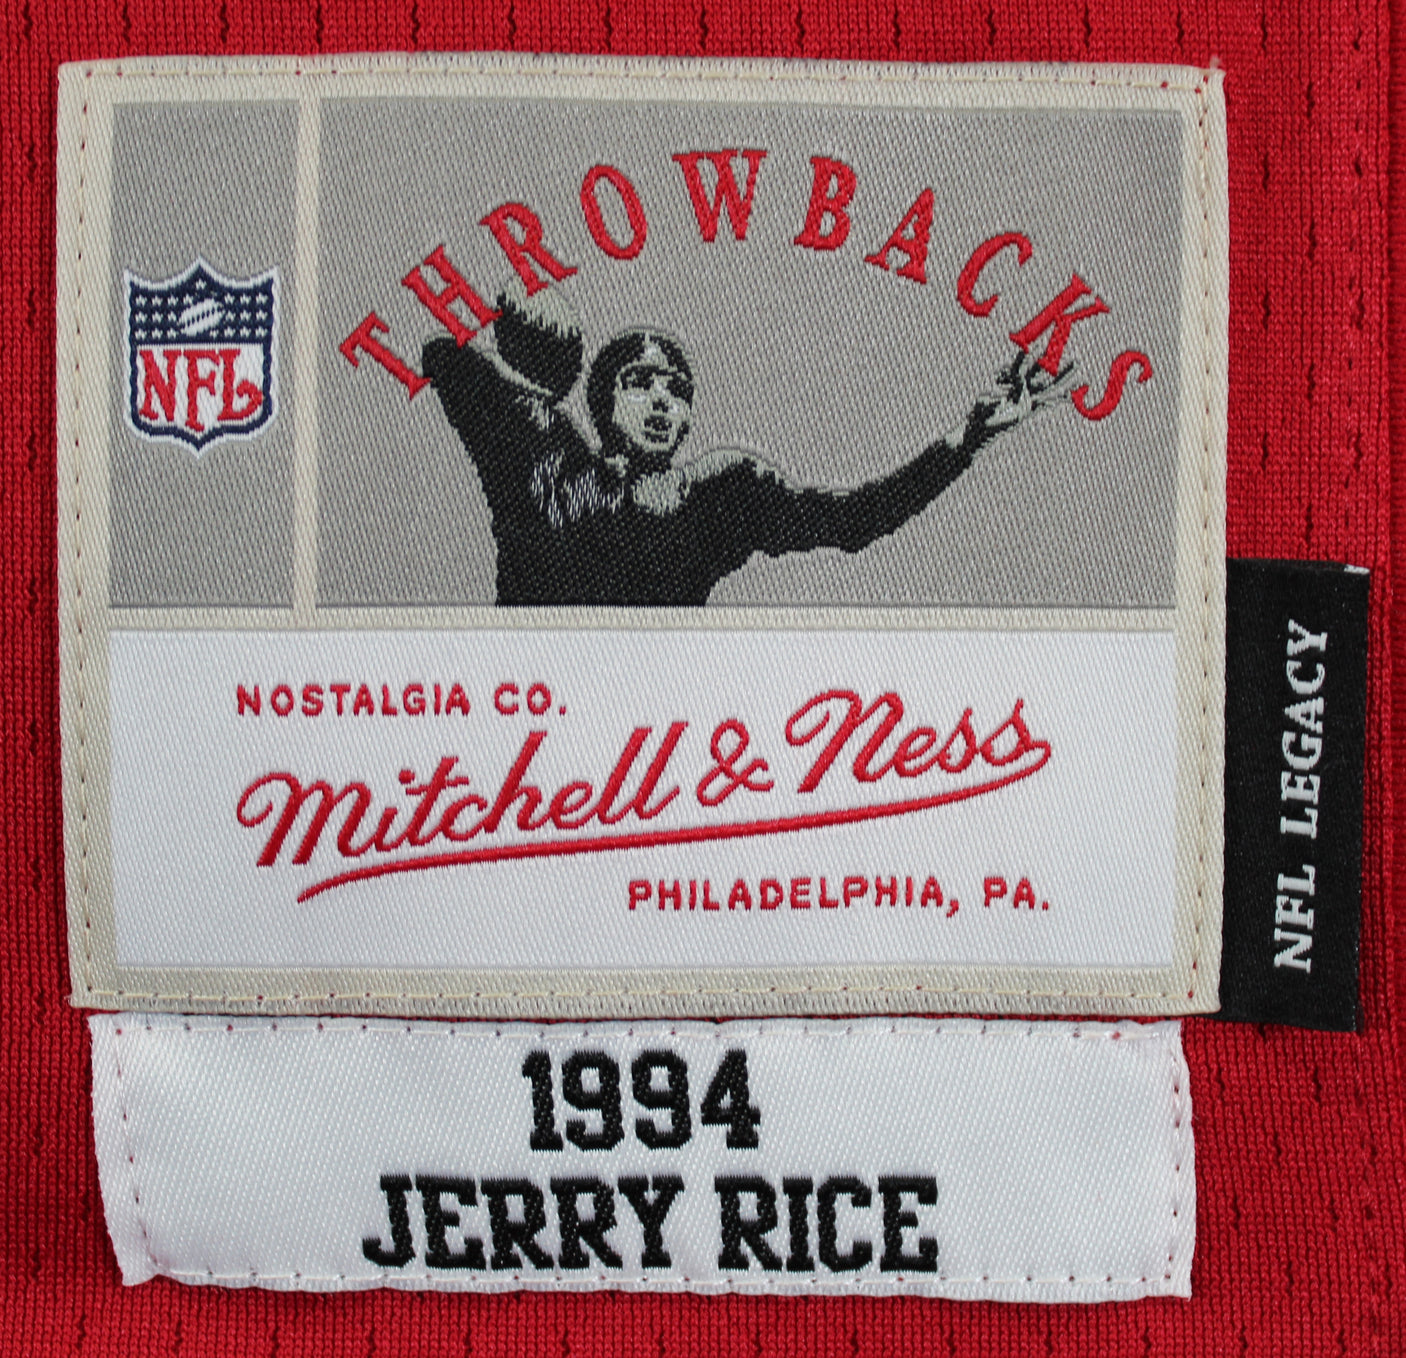 THROWBACKS
NFL
NOSTALGIA CO.
Mitchell & Ness
PHILADELPHIA, PA.
NFL LEGACY
1994
JERRY RICE